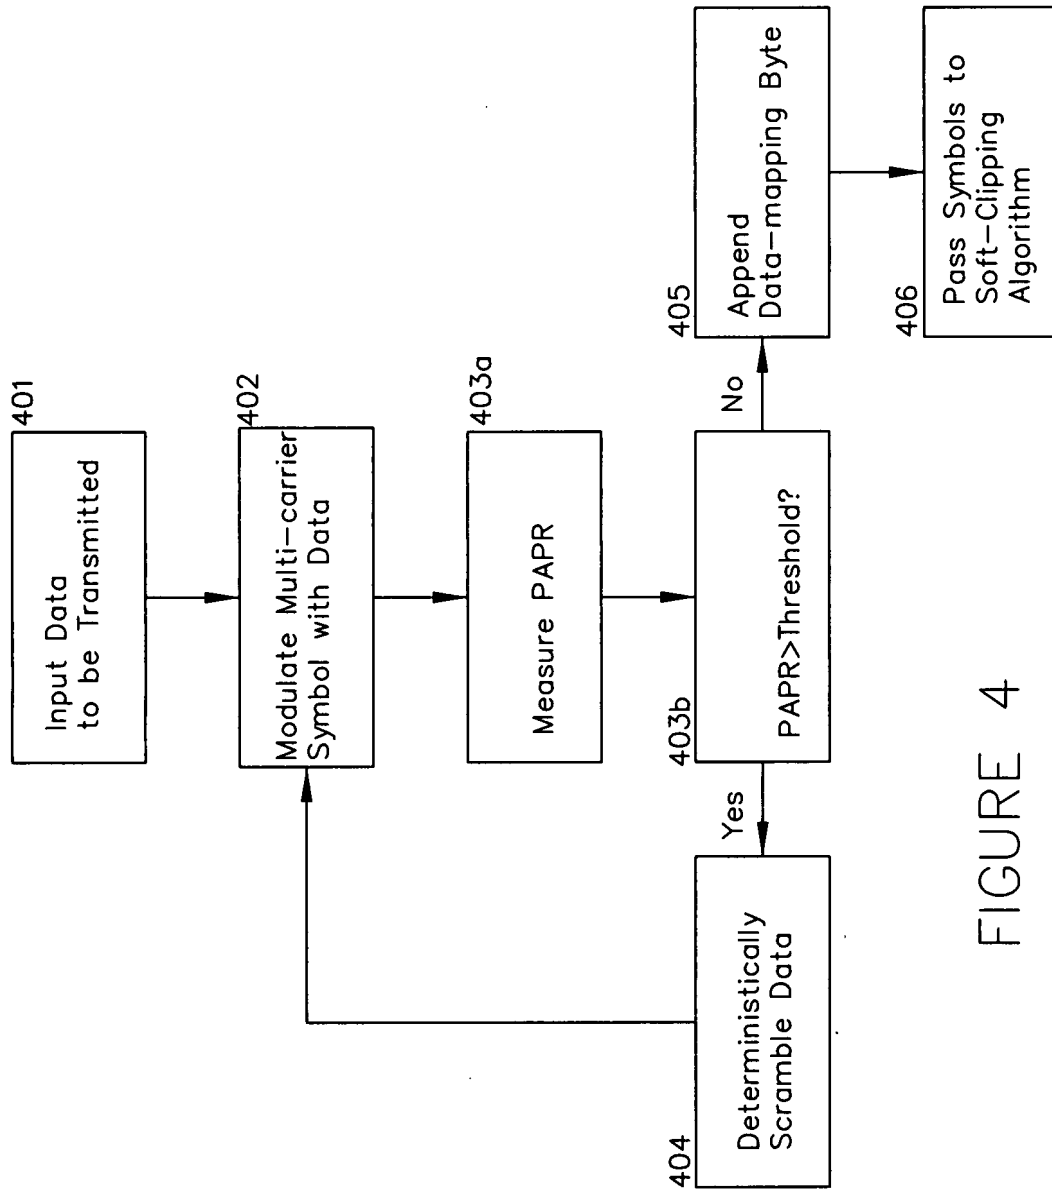 401
Input Data
to be Transmitted
402
Modulate Multi-carrier
Symbol with Data
403a
Measure PAPR
403b
PAPR>Threshold?
Yes
No
404
Deterministically
Scramble Data
405
Append
Data-mapping Byte
406
Pass Symbols to
Soft-Clipping
Algorithm
FIGURE 4